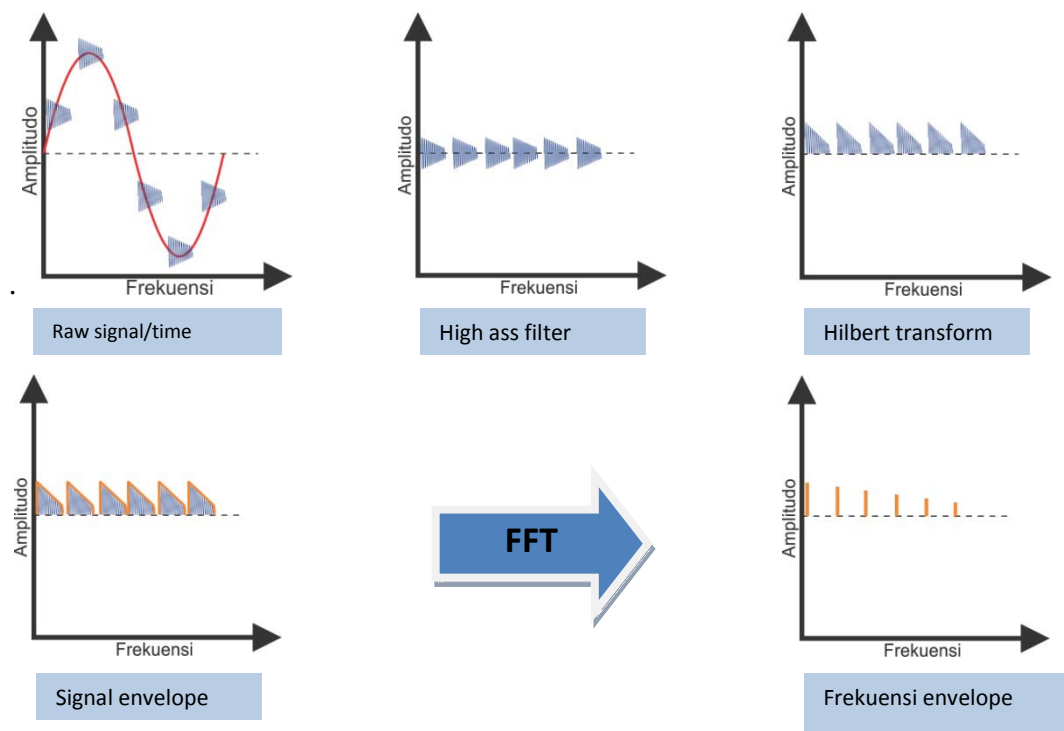 Amplitudo
Frekuensi
.
Raw signal/time
Amplitudo
Frekuensi
High ass filter
Amplitudo
Frekuensi
Hilbert transform
Amplitudo
Frekuensi
Signal envelope
FFT
Amplitudo
Frekuensi
Frekuensi envelope